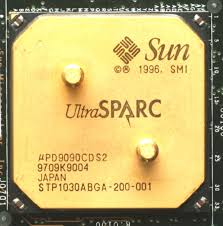 Sun
©® 1996, SMI
UltraSPARC
µPD9090CDS2
9709K9004
JAPAN
STP1030ABGA-200-001